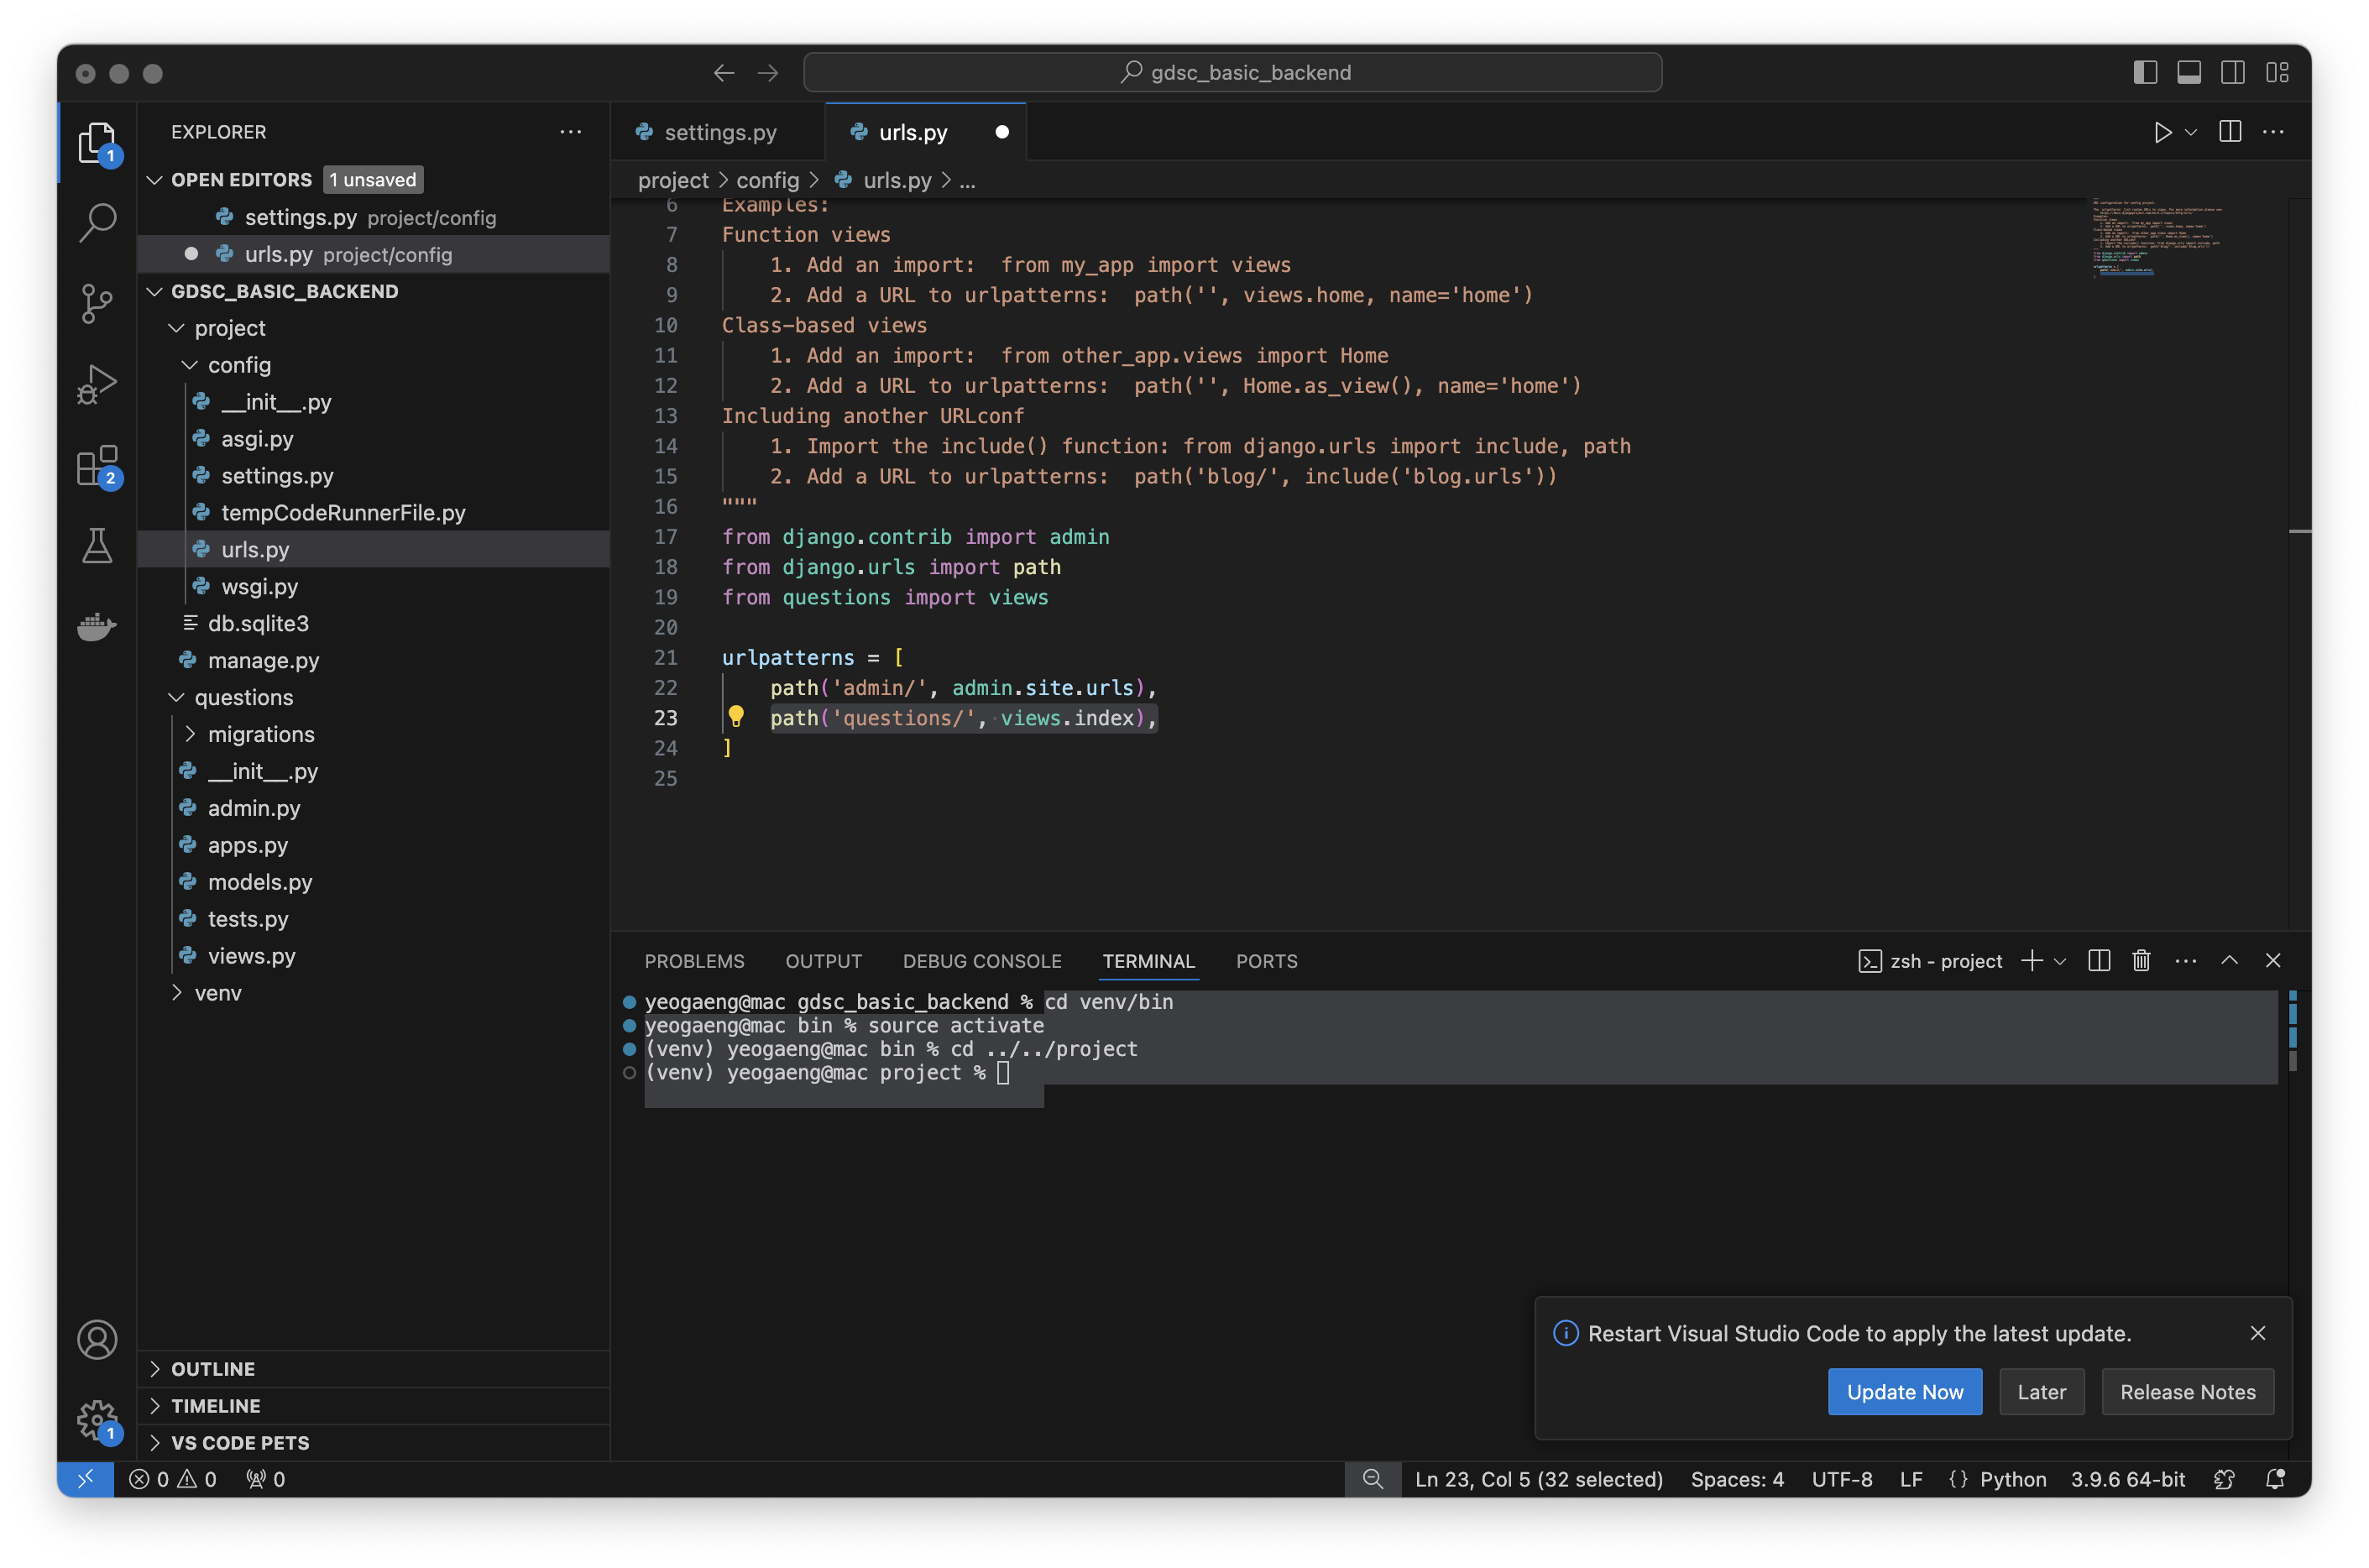 gdsc_basic_backend
EXPLORER
OPEN EDITORS 1 unsaved
settings.py project/config
urls.py project/config
GDSC_BASIC_BACKEND
project
config
__init__.py
asgi.py
settings.py
tempCodeRunnerFile.py
urls.py
wsgi.py
db.sqlite3
manage.py
questions
migrations
__init__.py
admin.py
apps.py
models.py
tests.py
views.py
venv
OUTLINE
TIMELINE
VS CODE PETS
1
2
1
settings.py
urls.py
project > config > urls.py > ...
6 Examples:
7 Function views
8     1. Add an import:  from my_app import views
9     2. Add a URL to urlpatterns:  path('', views.home, name='home')
10 Class-based views
11     1. Add an import:  from other_app.views import Home
12     2. Add a URL to urlpatterns:  path('', Home.as_view(), name='home')
13 Including another URLconf
14     1. Import the include() function: from django.urls import include, path
15     2. Add a URL to urlpatterns:  path('blog/', include('blog.urls'))
16 """
17 from django.contrib import admin
18 from django.urls import path
19 from questions import views
20
21 urlpatterns = [
22     path('admin/', admin.site.urls),
23     path('questions/', views.index),
24 ]
25
PROBLEMS OUTPUT DEBUG CONSOLE TERMINAL PORTS
zsh - project
yeogaeng@mac gdsc_basic_backend % cd venv/bin
yeogaeng@mac bin % source activate
(venv) yeogaeng@mac bin % cd ../../project
(venv) yeogaeng@mac project %
Restart Visual Studio Code to apply the latest update.
Update Now Later Release Notes
0 0 0
Ln 23, Col 5 (32 selected) Spaces: 4 UTF-8 LF {} Python 3.9.6 64-bit